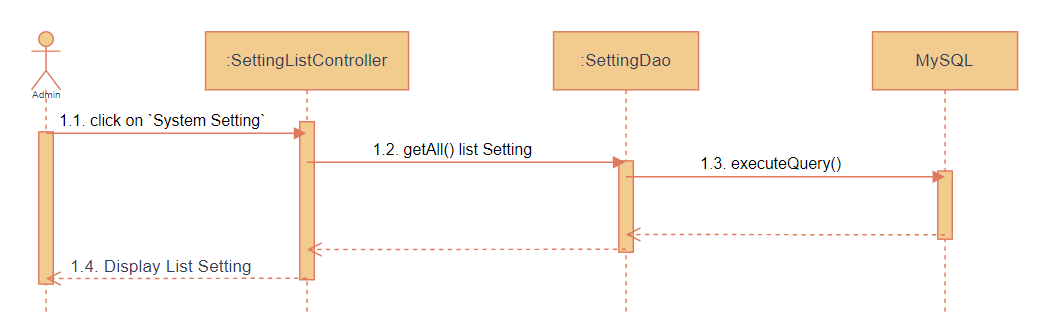 :SettingListController
:SettingDao
MySQL
Admin
1.1. click on `System Setting`
1.2. getAll() list Setting
1.3. executeQuery()
1.4. Display List Setting